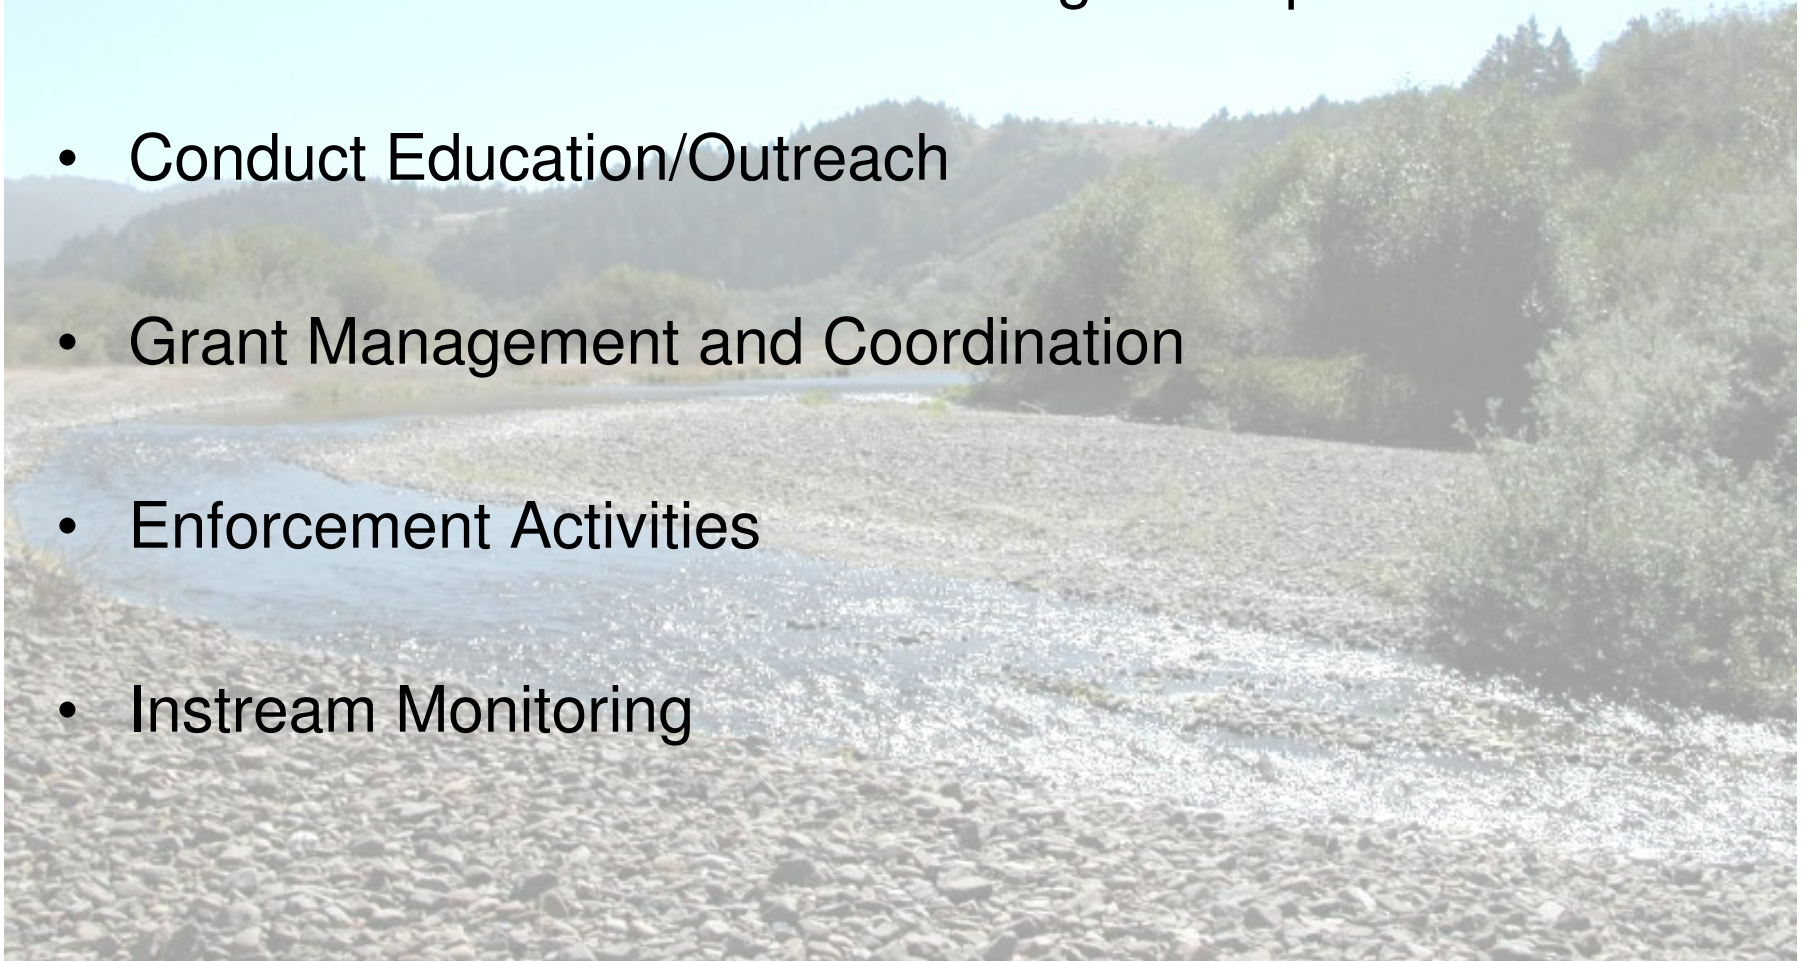 • Conduct Education/Outreach
• Grant Management and Coordination
• Enforcement Activities
• Instream Monitoring